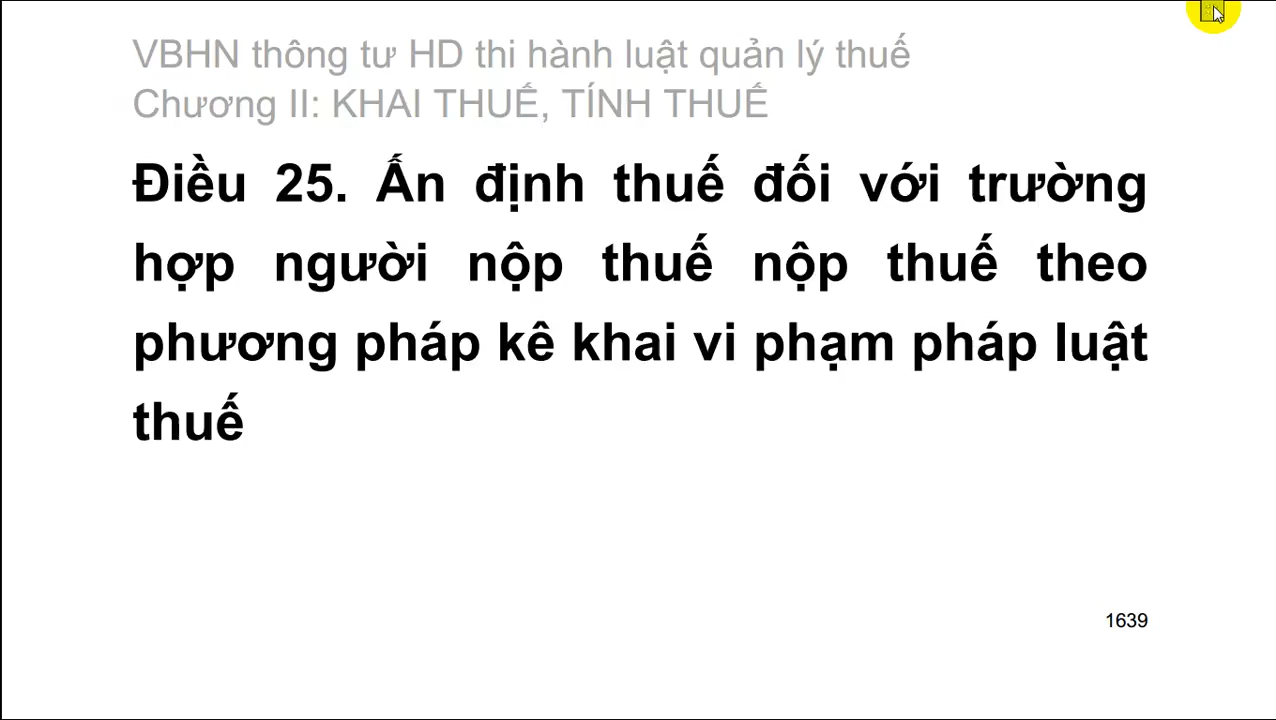 VBHN thông tư HD thi hành luật quản lý thuế
Chương II: KHAI THUẾ, TÍNH THUẾ
Điều 25. Ấn định thuế đối với trường
hợp người nộp thuế nộp thuế theo
phương pháp kê khai vi phạm pháp luật
thuế
1639